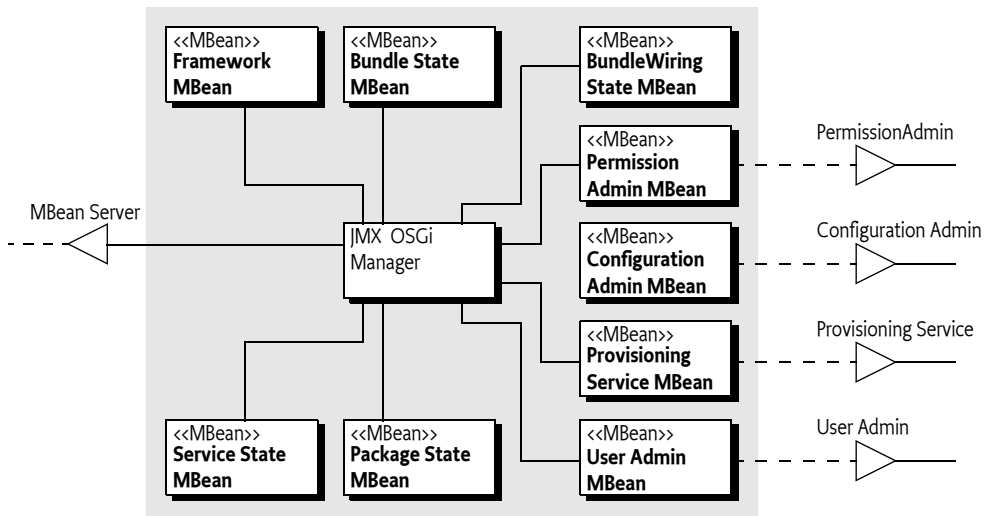 <<MBean>>
Framework
MBean
<<MBean>>
Bundle State
MBean
<<MBean>>
BundleWiring
State MBean
<<MBean>>
Permission
Admin MBean
PermissionAdmin
MBean Server
JMX OSGi
Manager
<<MBean>>
Configuration
Admin MBean
Configuration Admin
<<MBean>>
Provisioning
Service MBean
Provisioning Service
<<MBean>>
Service State
MBean
<<MBean>>
Package State
MBean
<<MBean>>
User Admin
MBean
User Admin